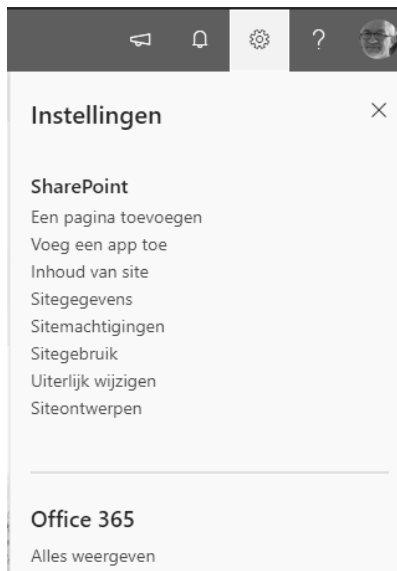 Instellingen
SharePoint
Een pagina toevoegen
Voeg een app toe
Inhoud van site
Sitegegevens
Sitemachtigingen
Sitegebruik
Uiterlijk wijzigen
Siteontwerpen
Office 365
Alles weergeven